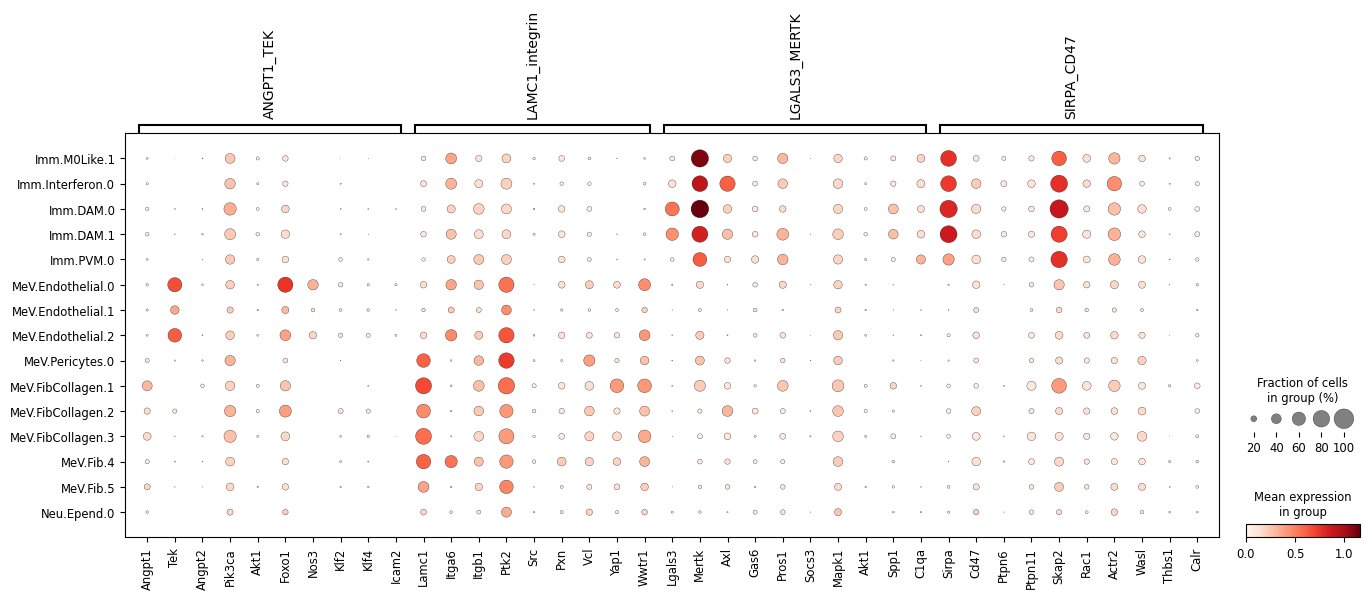 ANGPT1_TEK
LAMC1_integrin
LGALS3_MERTK
SIRPA_CD47
Imm.M0Like.1
Imm.Interferon.0
Imm.DAM.0
Imm.DAM.1
Imm.PVM.0
MeV.Endothelial.0
MeV.Endothelial.1
MeV.Endothelial.2
MeV.Pericytes.0
MeV.FibCollagen.1
MeV.FibCollagen.2
MeV.FibCollagen.3
MeV.Fib.4
MeV.Fib.5
Neu.Epend.0
Angpt1
Tek
Angpt2
Pik3ca
Akt1
Foxo1
Nos3
Klf2
Klf4
Icam2
Lamc1
Itga6
Itgb1
Ptk2
Src
Pxn
Vcl
Yap1
Wwtr1
Lgals3
Mertk
Axl
Gas6
Pros1
Socs3
Mapk1
Akt1
Spp1
C1qa
Sirpa
Cd47
Ptpn6
Ptpn11
Skap2
Rac1
Actr2
Wasl
Thbs1
Calr
Fraction of cells
in group (%)
20 40 60 80 100
Mean expression
in group
0.0 0.5 1.0